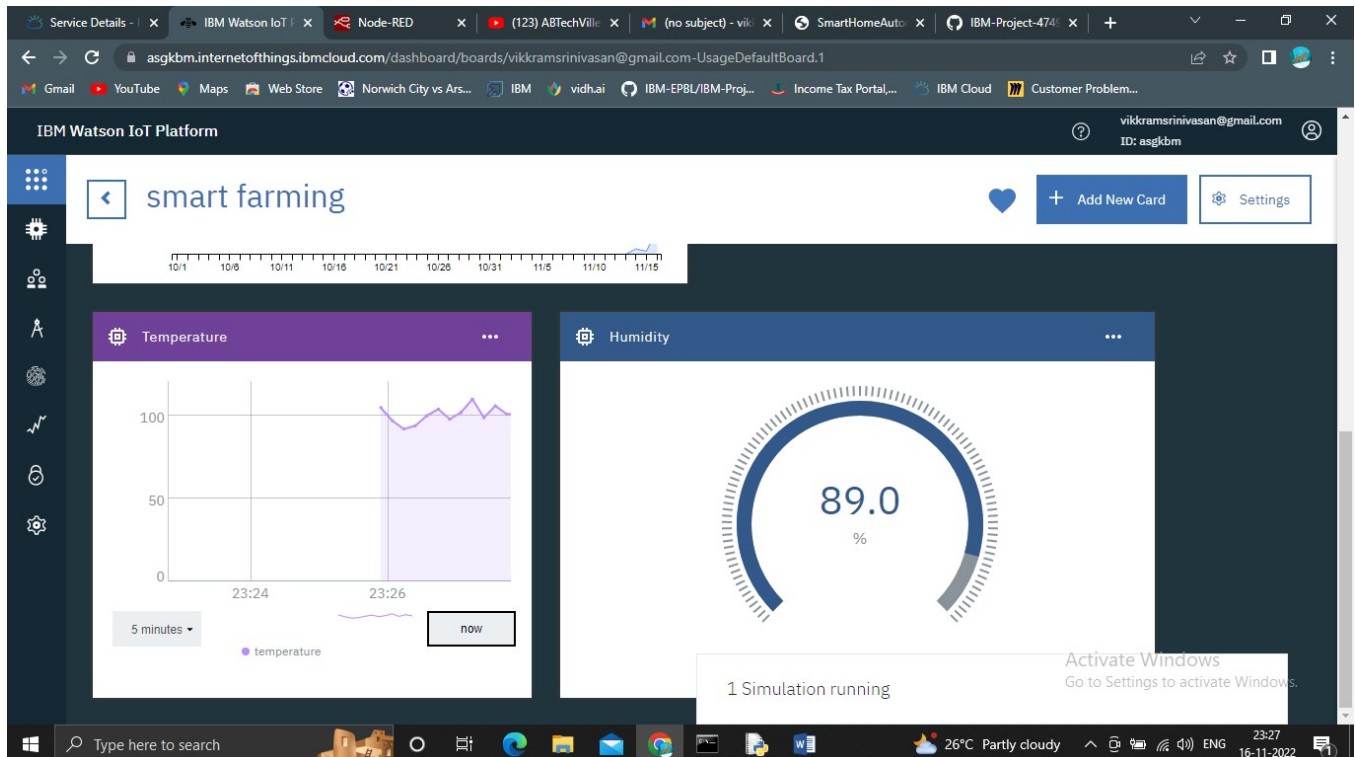 Service Details - I
IBM Watson IoT P
Node-RED
(123) ABTechVille
(no subject) - vik
SmartHomeAuto
IBM-Project-4749
asgkbm.internetofthings.ibmcloud.com/dashboard/boards/vikkramsrinivasan@gmail.com-UsageDefaultBoard.1
Gmail YouTube Maps Web Store Norwich City vs Ars... IBM vidh.ai IBM-EPBL/IBM-Proj... Income Tax Portal,... IBM Cloud Customer Problem...
IBM Watson IoT Platform
vikkramsrinivasan@gmail.com
ID: asgkbm
smart farming
Add New Card
Settings
10/1 10/6 10/11 10/16 10/21 10/26 10/31 11/5 11/10 11/15
Temperature
100
50
0
23:24 23:26
5 minutes
now
temperature
Humidity
89.0
%
1 Simulation running
Activate Windows
Go to Settings to activate Windows.
Type here to search
26°C Partly cloudy
ENG
23:27
16-11-2022
1